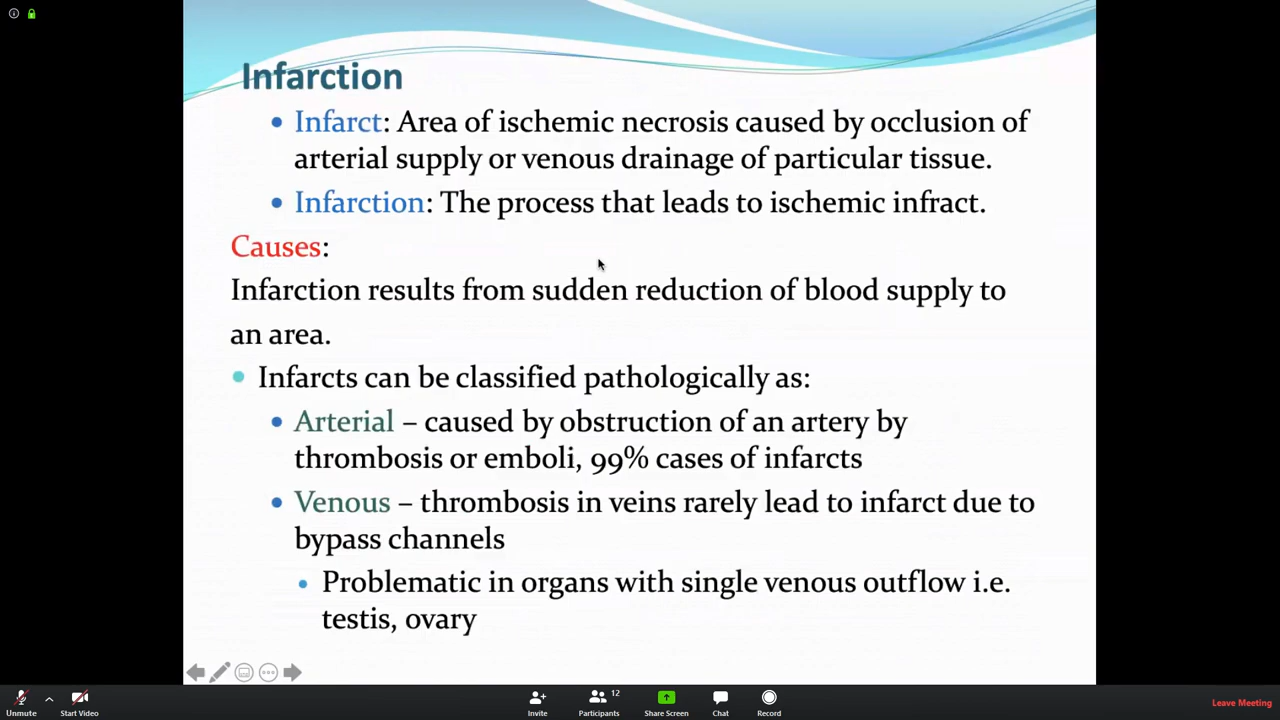 Infarction
• Infarct: Area of ischemic necrosis caused by occlusion of
arterial supply or venous drainage of particular tissue.
• Infarction: The process that leads to ischemic infract.
Causes:
Infarction results from sudden reduction of blood supply to
an area.
• Infarcts can be classified pathologically as:
• Arterial – caused by obstruction of an artery by
thrombosis or emboli, 99% cases of infarcts
• Venous – thrombosis in veins rarely lead to infarct due to
bypass channels
• Problematic in organs with single venous outflow i.e.
testis, ovary
Unmute
Start Video
Invite
12
Participants
Share Screen
Chat
Record
Leave Meeting